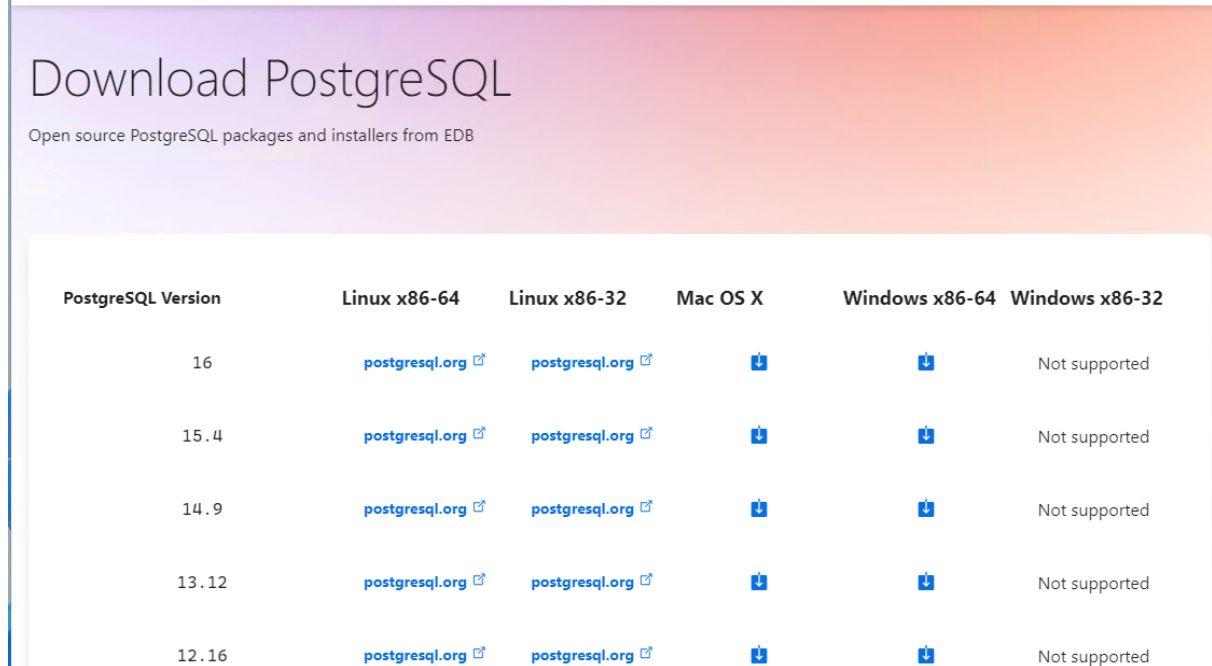 Download PostgreSQL
Open source PostgreSQL packages and installers from EDB
PostgreSQL Version Linux x86-64 Linux x86-32 Mac OS X Windows x86-64 Windows x86-32
16 postgresql.org postgresql.org Not supported
15.4 postgresql.org postgresql.org Not supported
14.9 postgresql.org postgresql.org Not supported
13.12 postgresql.org postgresql.org Not supported
12.16 postgresql.org postgresql.org Not supported